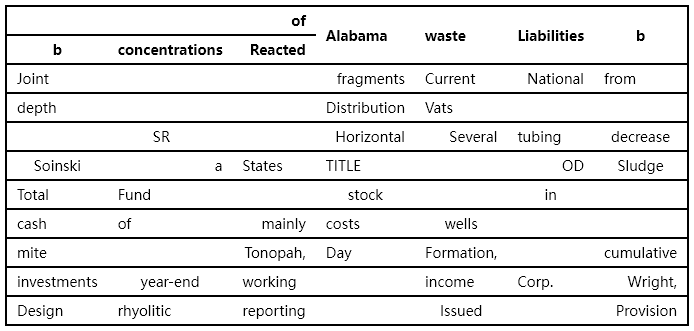 of
Alabama waste Liabilities b
b concentrations Reacted
Joint fragments Current National from
depth Distribution Vats
SR Horizontal Several tubing decrease
Soinski a States TITLE OD Sludge
Total Fund stock in
cash of mainly costs wells
mite Tonopah, Day Formation, cumulative
investments year-end working income Corp. Wright,
Design rhyolitic reporting Issued Provision